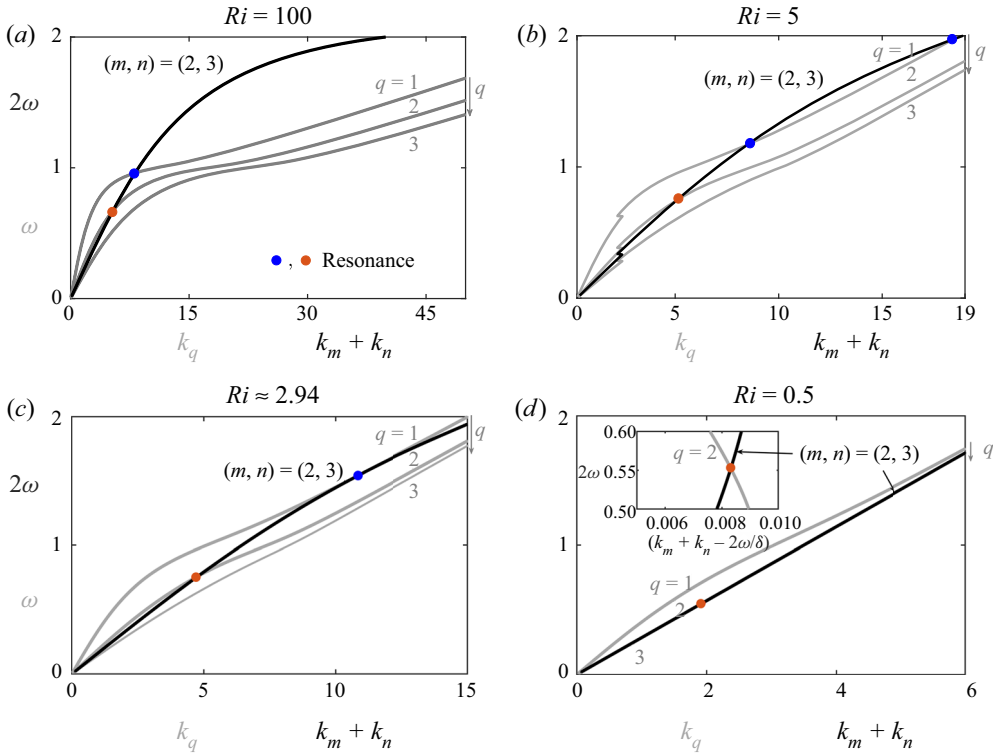 Ri = 100
(a)
2
(m, n) = (2, 3)
q = 1
q
2ω
2
3
1
ω
, Resonance
0
0
15
30
45
k_q
k_m + k_n
Ri = 5
(b)
2
q = 1
q
(m, n) = (2, 3)
2
3
1
0
0
5
10
15
19
k_q
k_m + k_n
Ri ≈ 2.94
(c)
2
q = 1
q
(m, n) = (2, 3)
2
2ω
3
1
ω
0
0
5
10
15
k_q
k_m + k_n
Ri = 0.5
(d)
2
0.60
q = 2
(m, n) = (2, 3)
q
2ω
0.55
0.50
0.006
0.008
0.010
(k_m + k_n – 2ω/δ)
1
q = 1
2
3
0
0
2
4
6
k_q
k_m + k_n